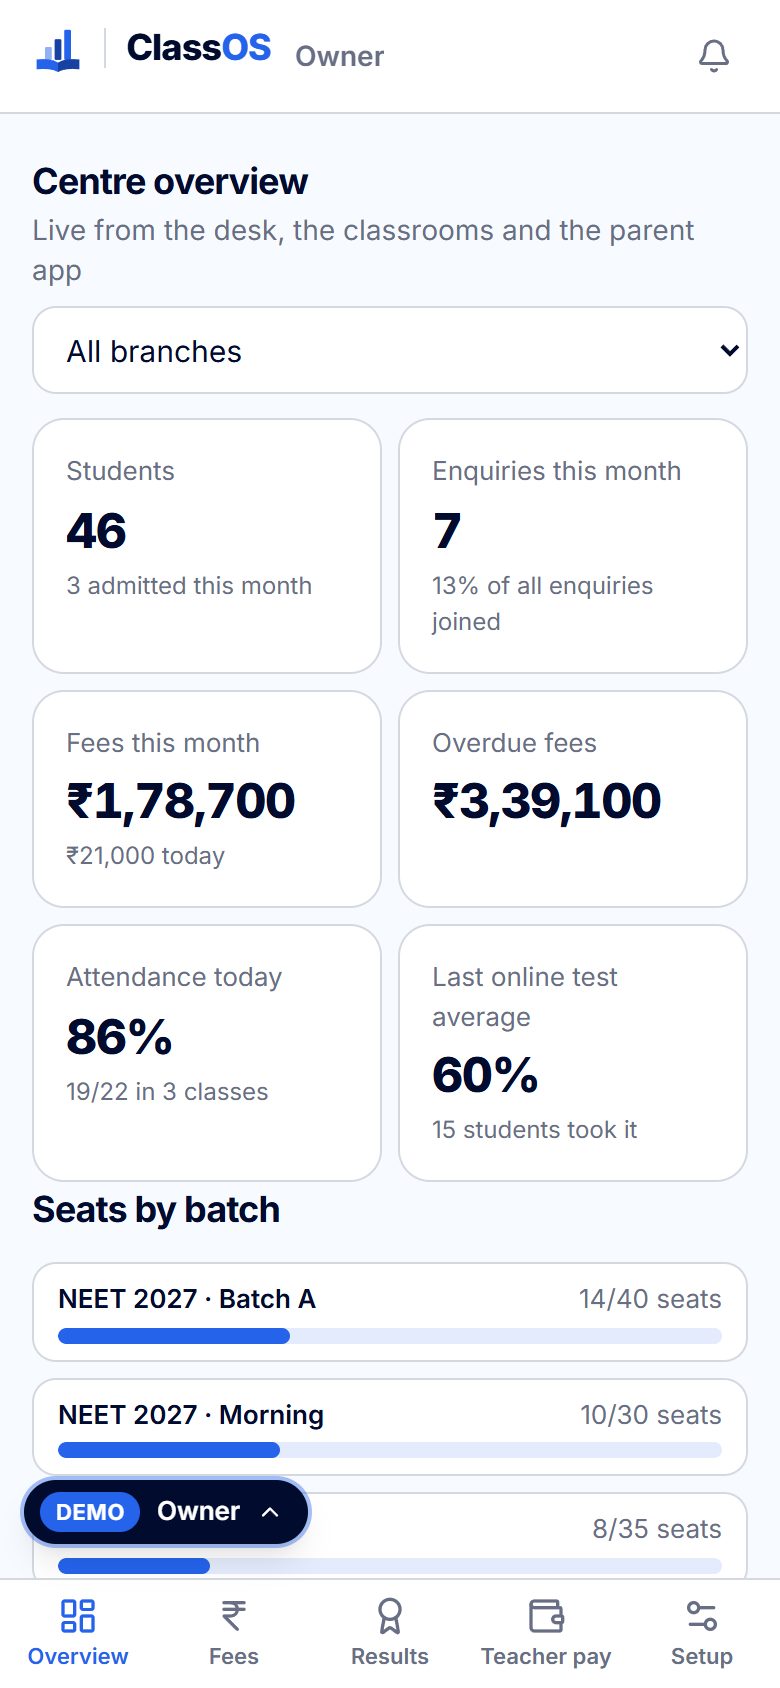 ClassOS Owner
Centre overview
Live from the desk, the classrooms and the parent
app
All branches
Students
46
3 admitted this month
Enquiries this month
7
13% of all enquiries
joined
Fees this month
₹1,78,700
₹21,000 today
Overdue fees
₹3,39,100
Attendance today
86%
19/22 in 3 classes
Last online test
average
60%
15 students took it
Seats by batch
NEET 2027 · Batch A 14/40 seats
NEET 2027 · Morning 10/30 seats
8/35 seats
DEMO Owner
Overview Fees Results Teacher pay Setup